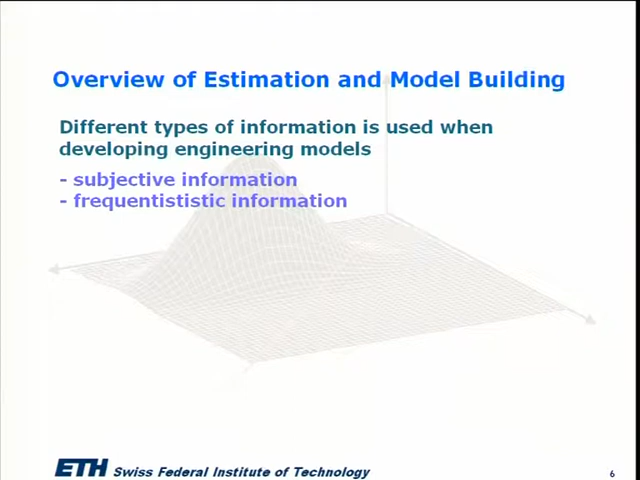 Overview of Estimation and Model Building
Different types of information is used when
developing engineering models
- subjective information
- frequentististic information
ETH Swiss Federal Institute of Technology
6